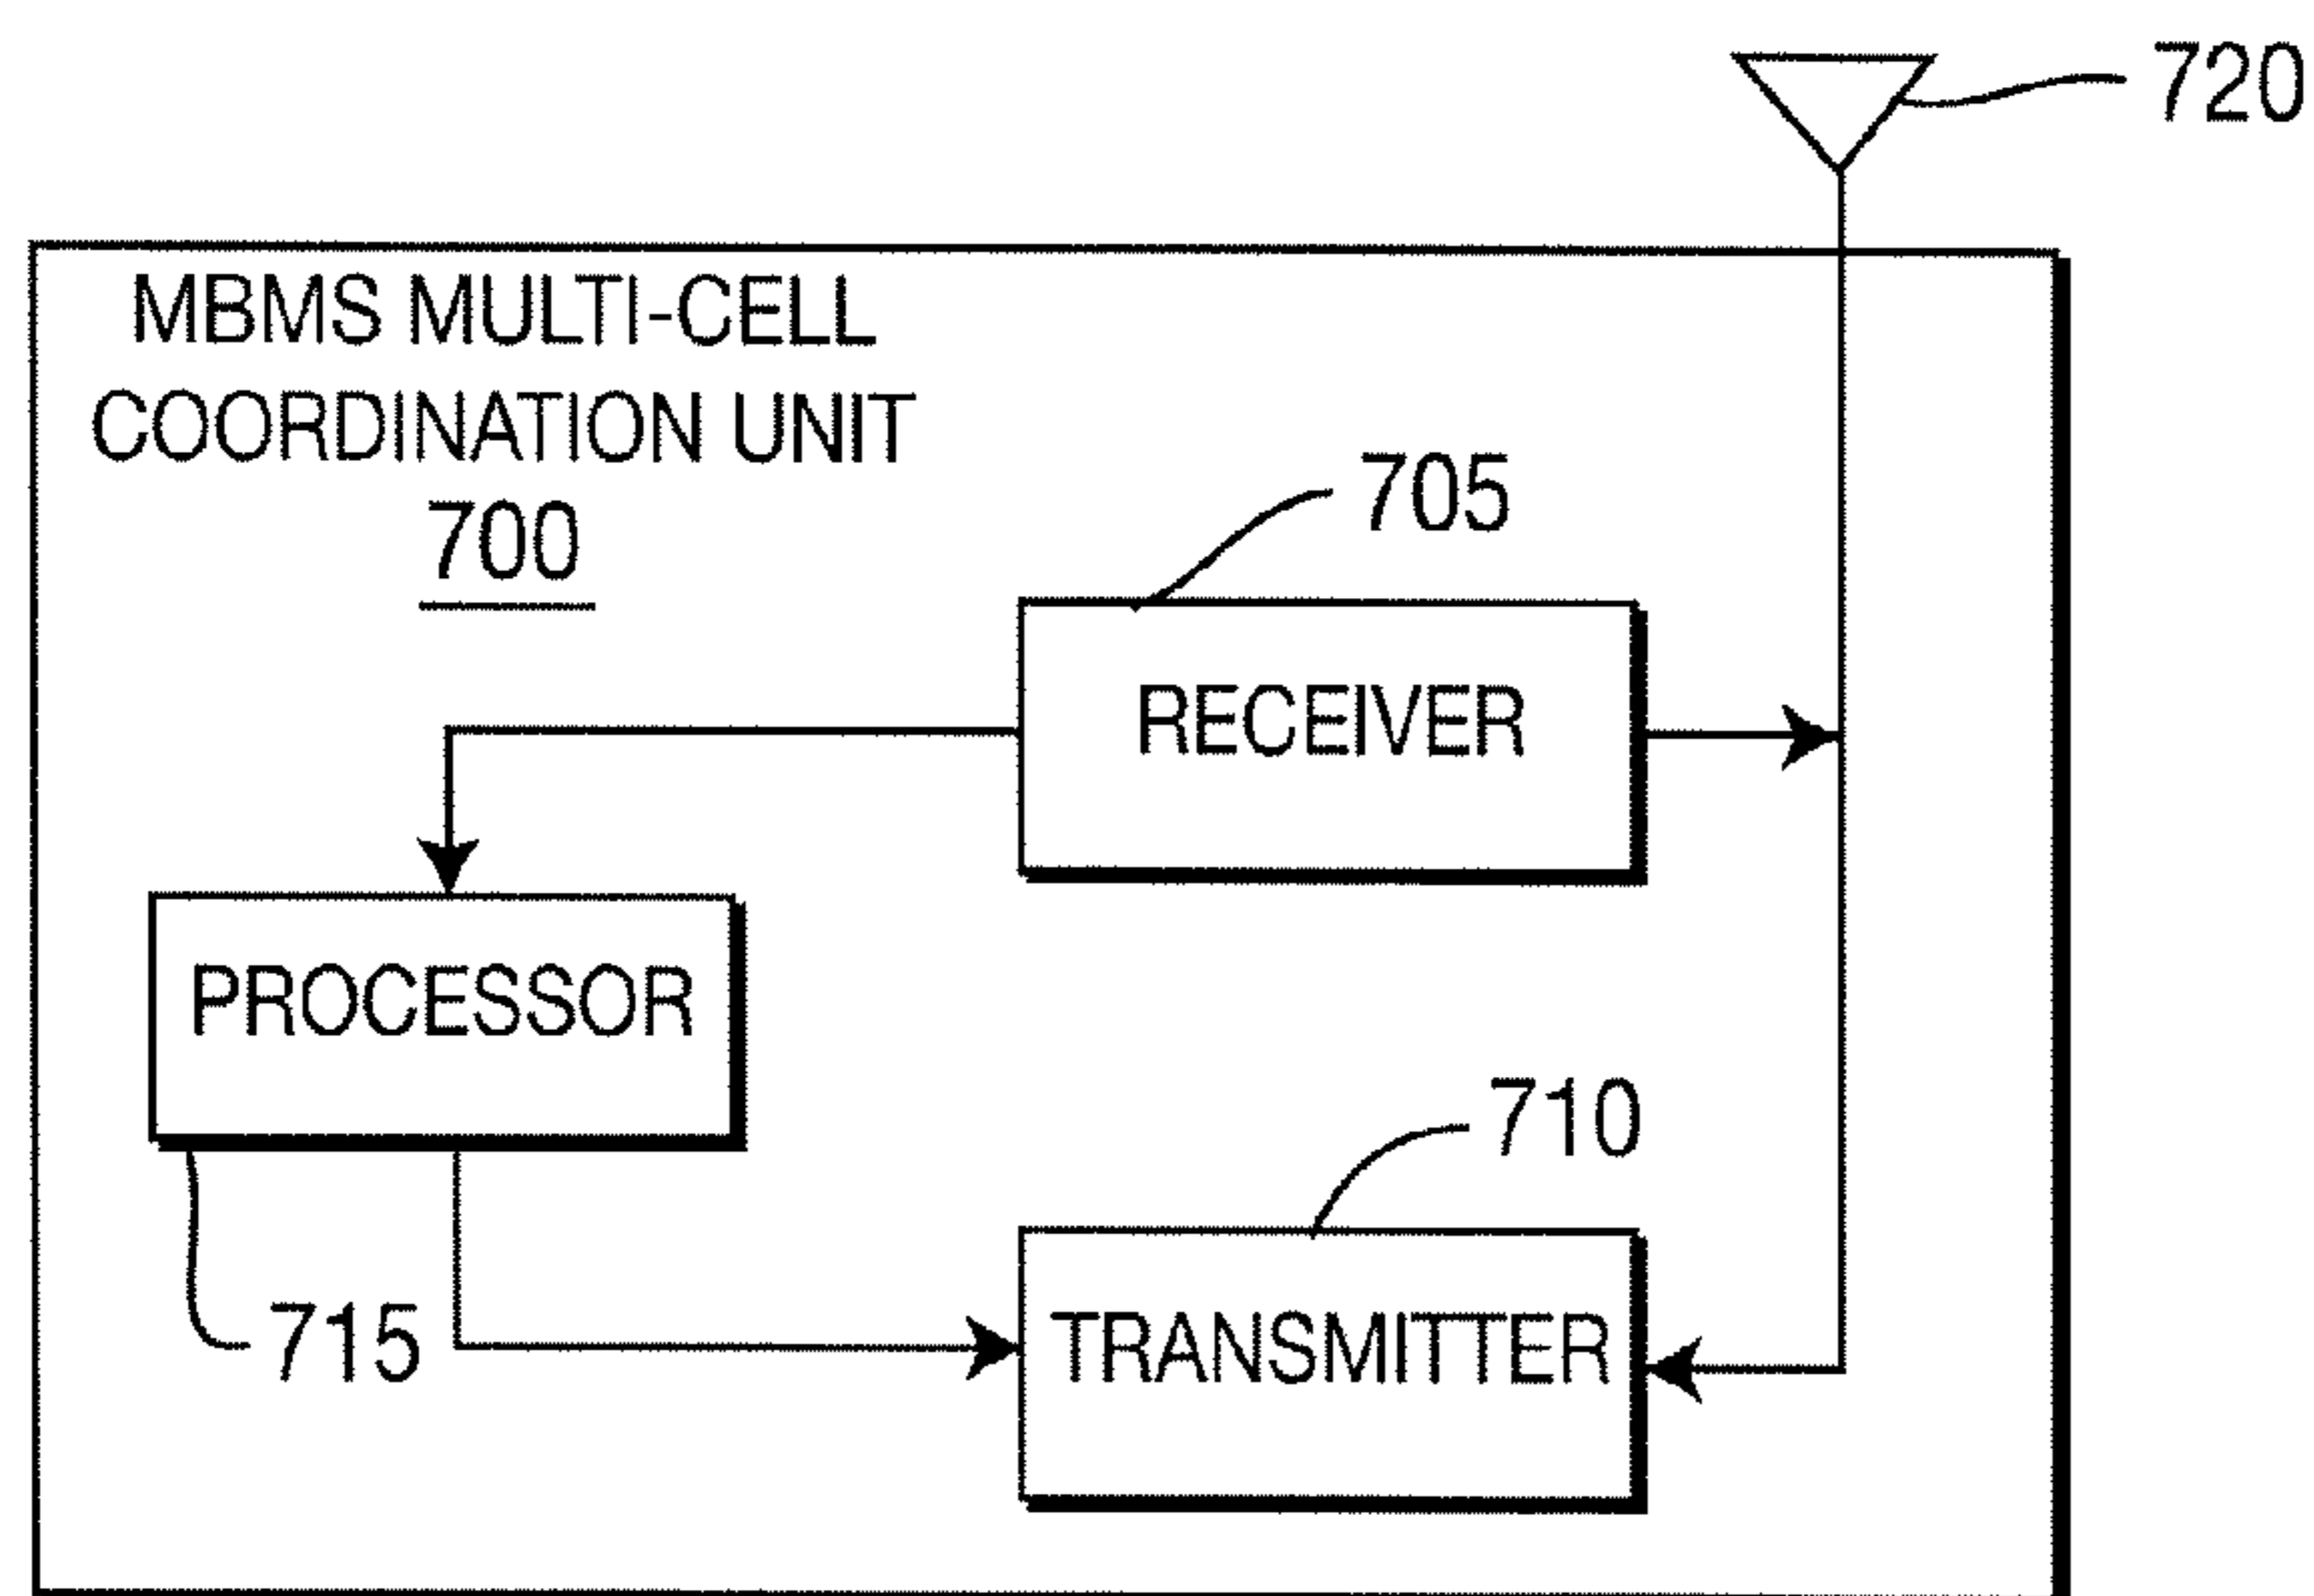 720
MBMS MULTI-CELL
COORDINATION UNIT
700
705
RECEIVER
PROCESSOR
710
715
TRANSMITTER